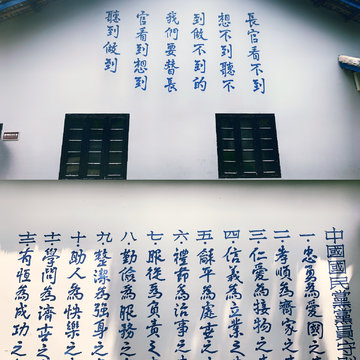 長官看不到
想不到聽不
到做不到的
我們要替長
官看到想到
聽到做到
中國國民黨黨員守
一·忠勇為愛國之
二·孝順為齊家之
三·仁愛為接物之
四·信義為立業之
五·龢平為處世之
六·禮節為治事之
七·服從為負責之
八·勤儉為服務之
九·整潔為強身之
十·助人為快樂之
十一·學問為濟世之
十二·有恆為成功之